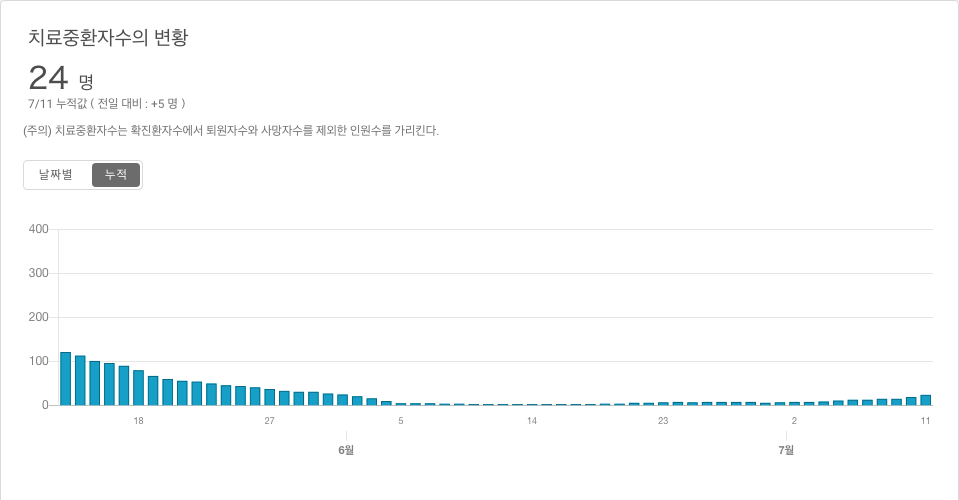 치료중환자수의 변황
24 명
7/11 누적값 ( 전일 대비 : +5 명 )
(주의) 치료중환자수는 확진환자수에서 퇴원자수와 사망자수를 제외한 인원수를 가리킨다.
날짜별 누적
400
300
200
100
0
18 27 5 14 23 2 11
6월 7월